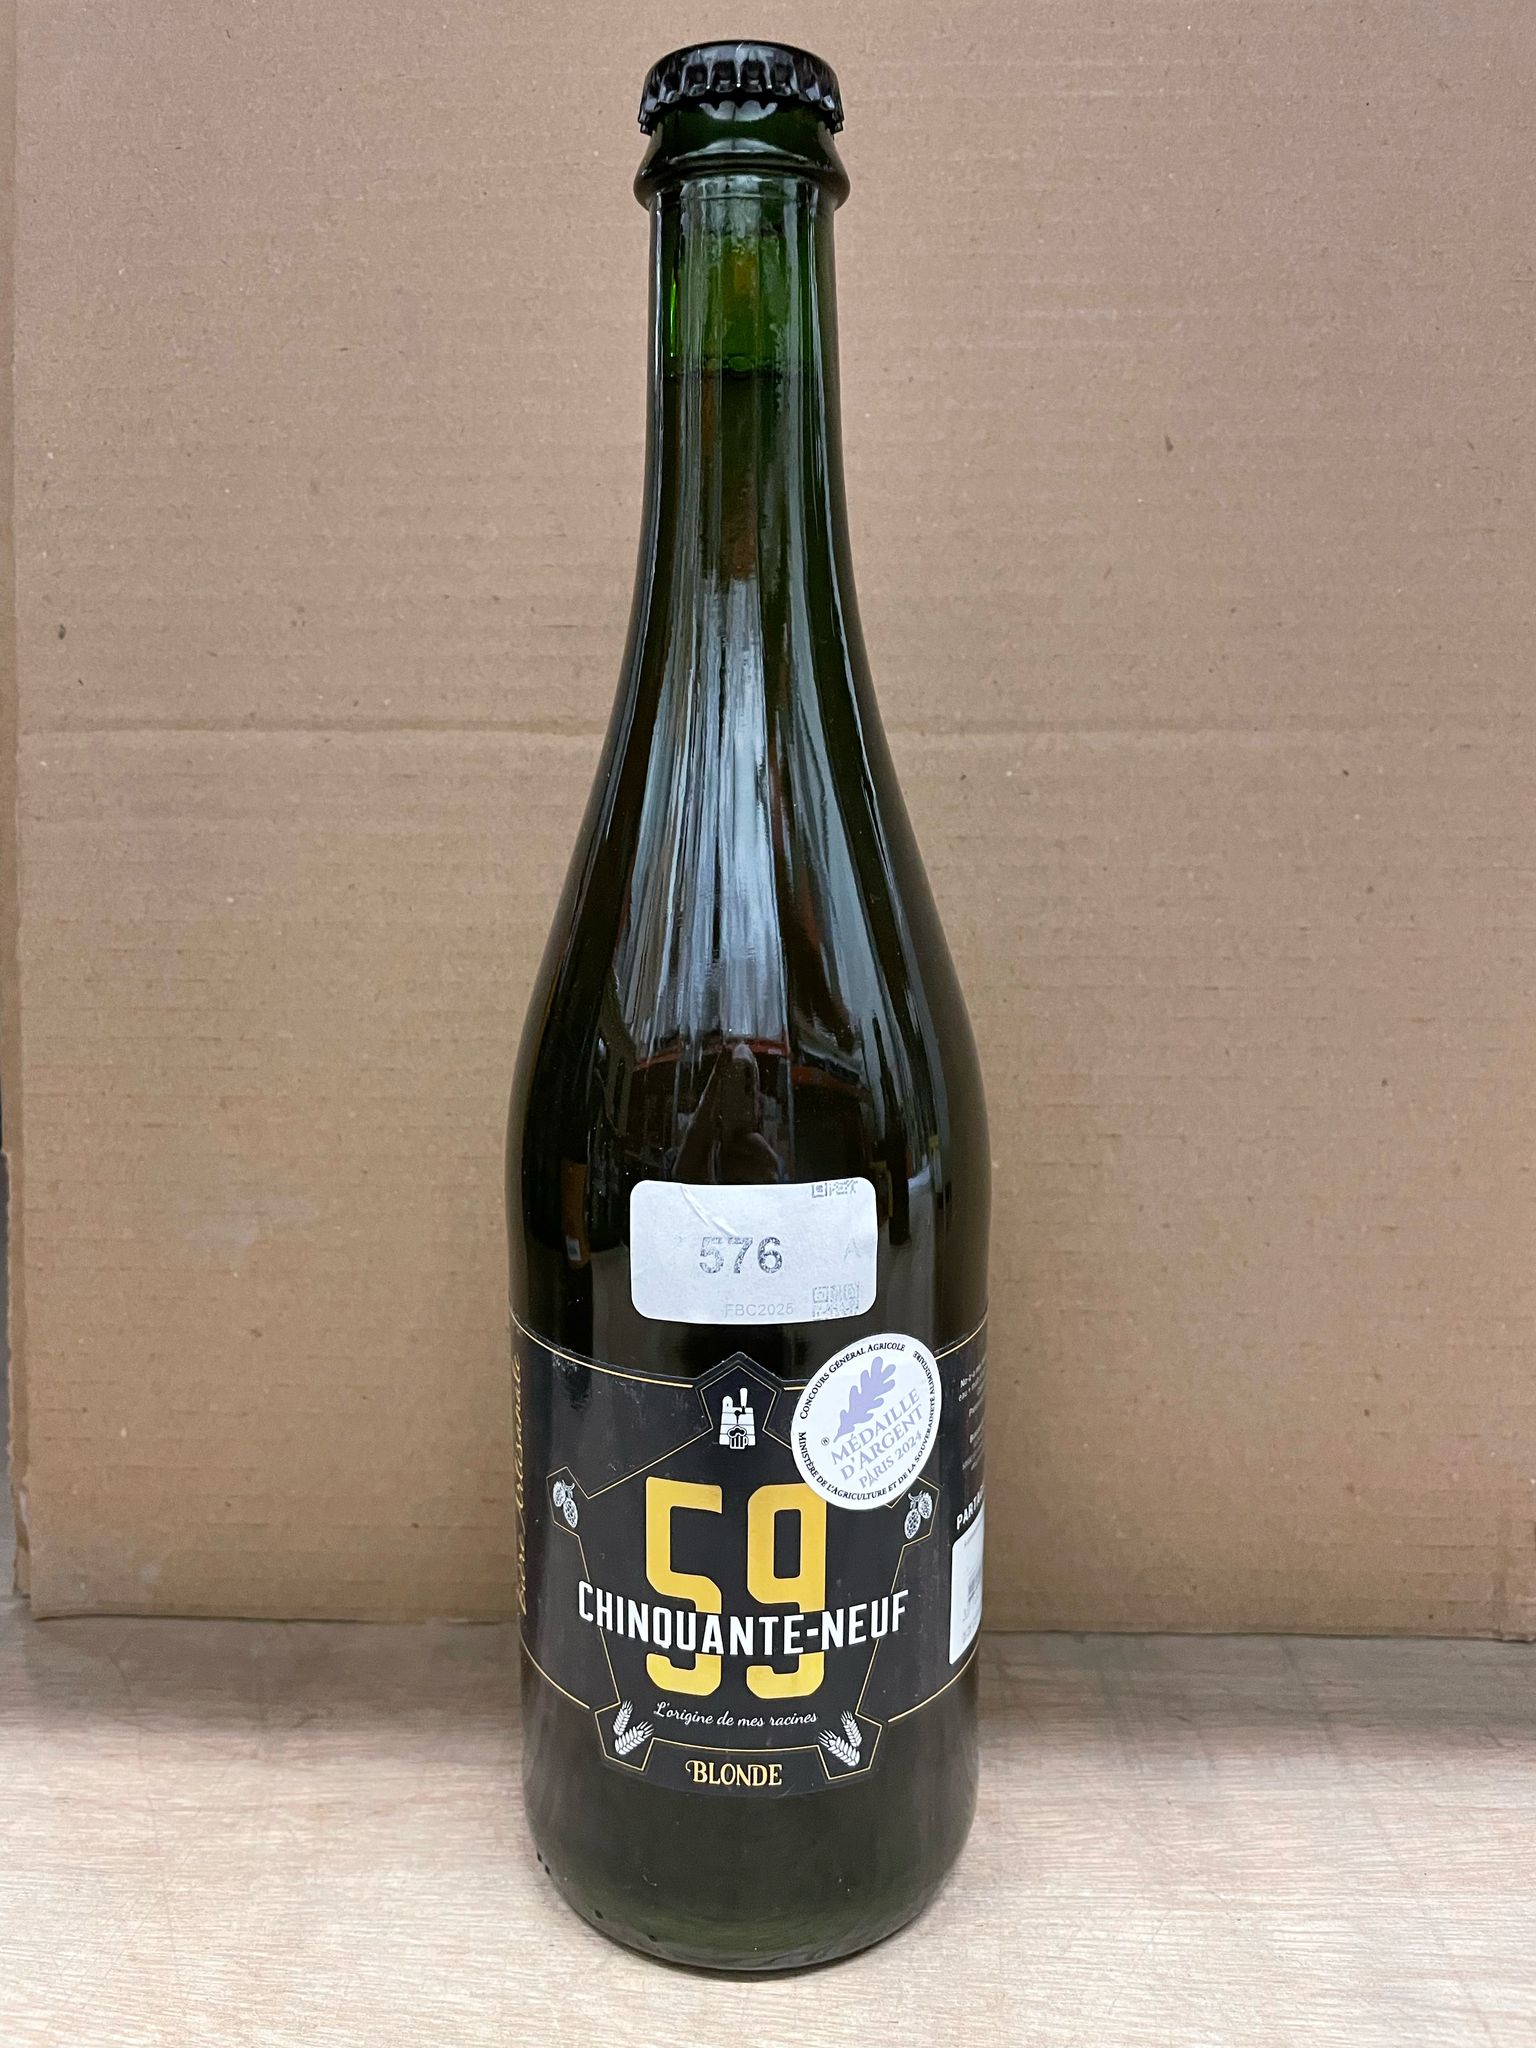 576 A
FBC2025
CONCOURS GÉNÉRAL AGRICOLE
MÉDAILLE
D'ARGENT
PARIS 2024
MINISTÈRE DE L'AGRICULTURE ET DE LA SOUVERAINETÉ ALIMENTAIRE
59
CHINQUANTE-NEUF
L'origine de mes racines
BLONDE